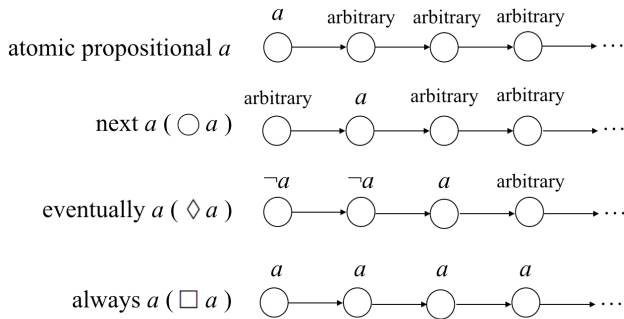 a arbitrary arbitrary arbitrary
atomic propositional a ···
arbitrary a arbitrary arbitrary
next a ( ○ a ) ···
¬a ¬a a arbitrary
eventually a ( ◊ a ) ···
a a a a
always a ( □ a ) ···